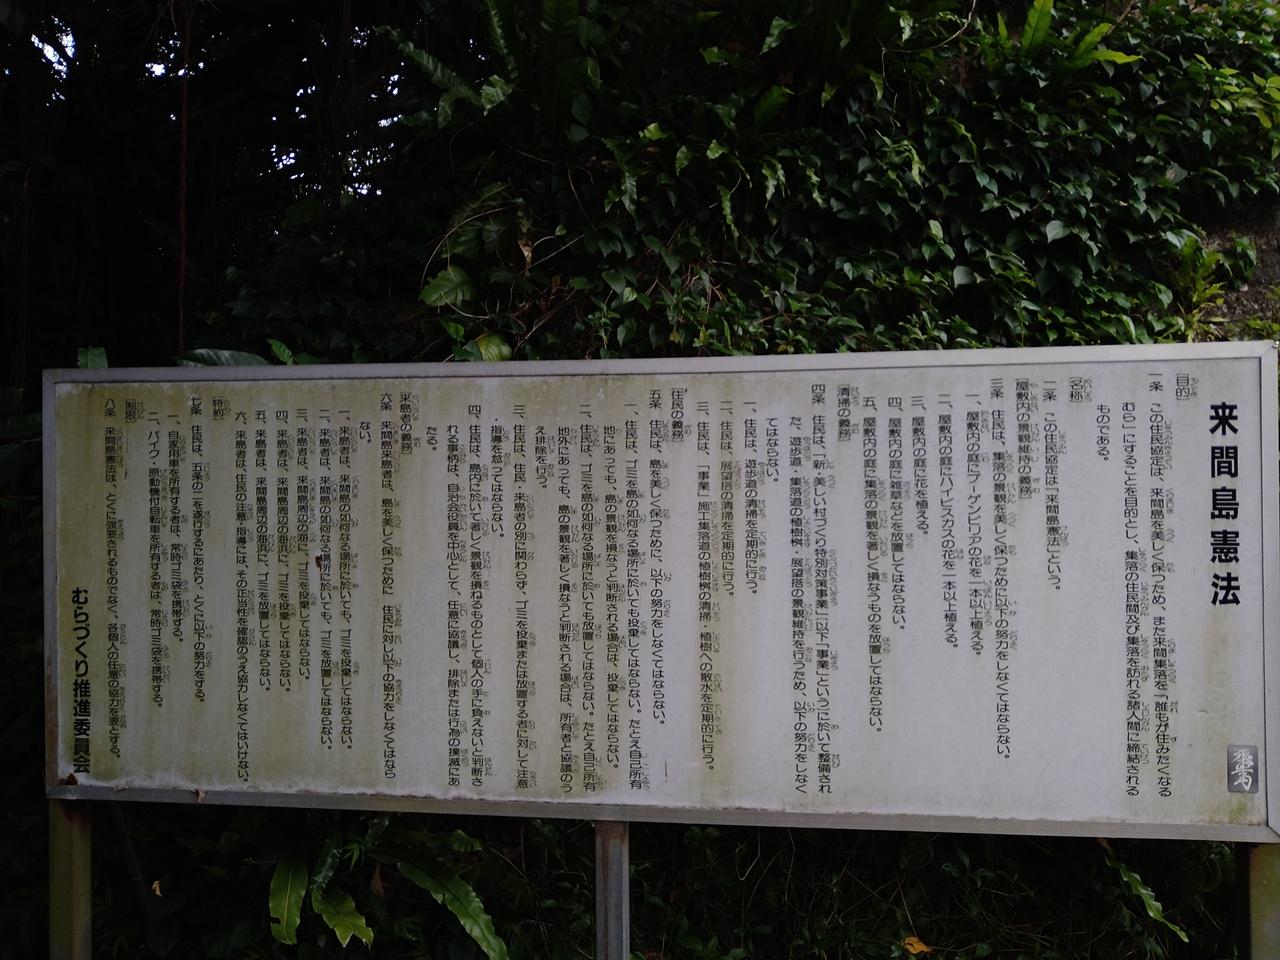 来間島憲法
[目的]
一条 この住民協定は、来間島を美しく保つため、また来間集落を「誰もが住みたくなる
むら」にすることを目的とし、集落の住民間及び集落を訪れる諸人間に締結される
ものである。
[名称]
二条 この住民協定は「来間島憲法」という。
[屋敷内の景観維持の義務]
三条 住民は、集落の景観を美しく保つために以下の努力をしなくてはならない。
一、屋敷内の庭にブーゲンビリアの花を一本以上植える。
二、屋敷内の庭にハイビスカスの花を一本以上植える。
三、屋敷内の庭に花を植える。
四、屋敷内の庭に雑草などを放置してはならない。
五、屋敷内の庭に集落の景観を著しく損なうものを放置してはならない。
[清掃の義務]
四条 住民は、「新・美しい村づくり特別対策事業」(以下「事業」という)に於いて整備され
た、遊歩道・集落道の植樹桝・展望落の景観維持を行うため、以下の努力をしなく
てはならない。
一、住民は、遊歩道の清掃を定期的に行う。
二、住民は、展望落の清掃を定期的に行う。
三、住民は、「事業」施工集落道の植樹桝の清掃・植樹への散水を定期的に行う。
[住民の義務]
五条 住民は、島を美しく保つために、以下の努力をしなくてはならない。
一、住民は、ゴミを島の如何なる場所に於いても投棄してはならない。たとえ自己所有
地にあっても、島の景観を損なうと判断される場合は、投棄してはならない。
二、住民は、ゴミを島の如何なる場所に於いても放置してはならない。たとえ自己所有
地外にあっても、島の景観を著しく損なうと判断される場合は、所有者と協議のう
え排除を行う。
三、住民は、住民・来島者の別に関わらず、ゴミを投棄または放置する者に対して注意
・指導を怠ってはならない。
四、住民は、島内に於いて著しく景観を損ねるものとして個人の手に負えないと判断さ
れる事柄は、自治会役員を中心として、任意に協議し、排除または行為の撲滅にあ
たる。
[来島者の義務]
六条 来間島来島は、島を美しく保つために 住民に対し以下の協力をしなくてはなら
ない。
一、来島者は、来間島の如何なる場所に於いても、ゴミを投棄してはならない。
二、来島者は、来間島の如何なる場所に於いても、ゴミを放置してはならない。
三、来島者は、来間島周辺の海浜に、ゴミを投棄してはならない。
四、来島者は、来間島周辺の海浜に、ゴミを放置してはならない。
五、来島者は、来間島周辺の海浜に、ゴミを放置してはならない。
六、来島者は、住民の注意・指導には、その正当性を確認のうえ協力しなくてはいけない。
[特約]
七条 住民は、五条の二を遂行するにあたり、とくに以下の努力をする。
一、自家用車を所有する者は、常時ゴミ袋を携帯する。
二、バイク・原動機付自転車を所有する者は、常時ゴミ袋を携帯する。
[制限]
八条 来間島憲法は、とくに強要されるものでなく、各個人の任意の協力を要とする。
むらづくり推進委員会